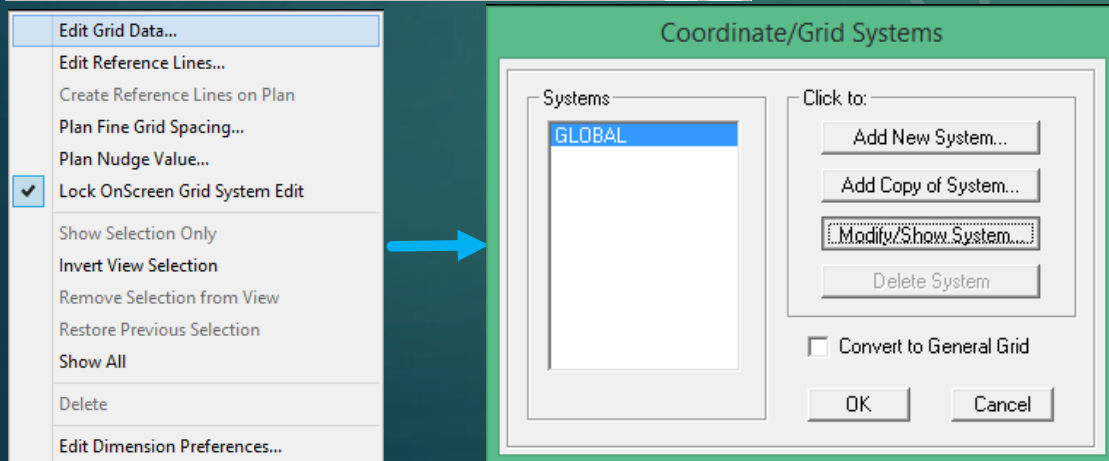 Edit Grid Data...
Edit Reference Lines...
Create Reference Lines on Plan
Plan Fine Grid Spacing...
Plan Nudge Value...
Lock OnScreen Grid System Edit
Show Selection Only
Invert View Selection
Remove Selection from View
Restore Previous Selection
Show All
Delete
Edit Dimension Preferences...
Coordinate/Grid Systems
Systems
GLOBAL
Click to:
Add New System...
Add Copy of System...
Modify/Show System...
Delete System
Convert to General Grid
OK
Cancel